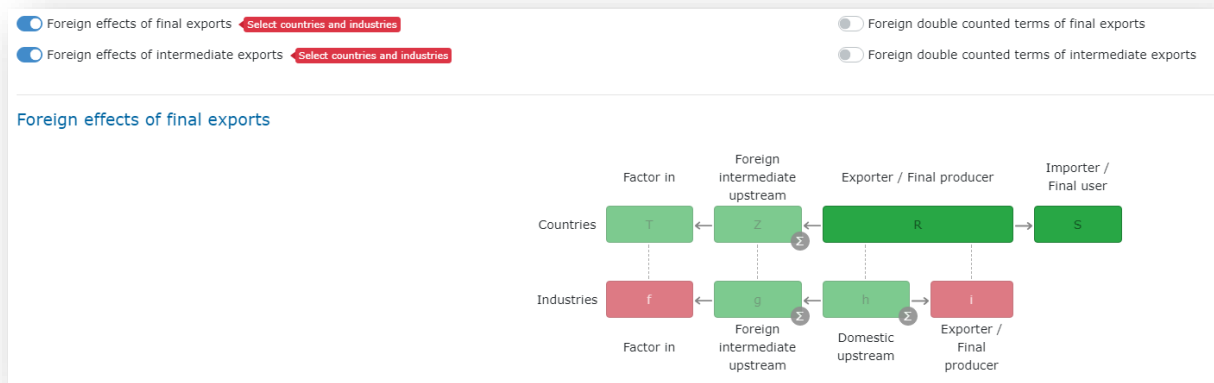 Foreign effects of final exports Select countries and industries Foreign double counted terms of final exports
Foreign effects of intermediate exports Select countries and industries Foreign double counted terms of intermediate exports
Foreign effects of final exports
Factor in
Foreign
intermediate
upstream
Exporter / Final producer
Importer /
Final user
Countries T Z Σ R S
Industries f g Σ h Σ i
Factor in
Foreign
intermediate
upstream
Domestic
upstream
Exporter /
Final
producer